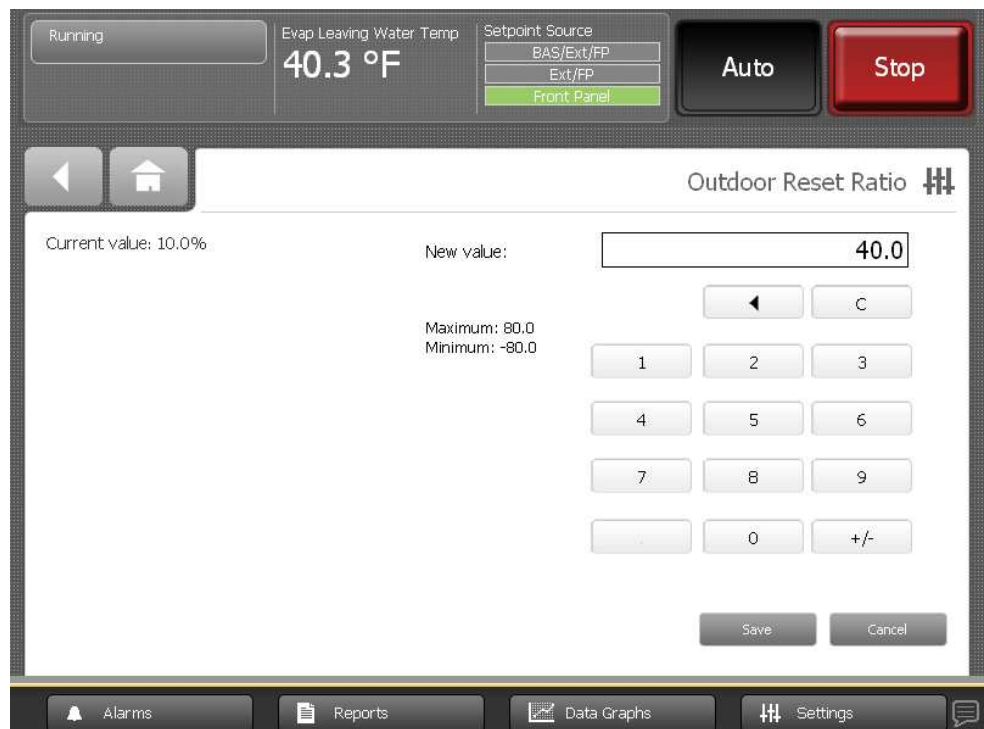 Running
Evap Leaving Water Temp
40.3 °F
Setpoint Source
BAS/Ext/FP
Ext/FP
Front Panel
Auto
Stop
Outdoor Reset Ratio
Current value: 10.0%
New value:
40.0
C
Maximum: 80.0
Minimum: -80.0
1 2 3
4 5 6
7 8 9
. 0 +/-
Save Cancel
Alarms Reports Data Graphs Settings